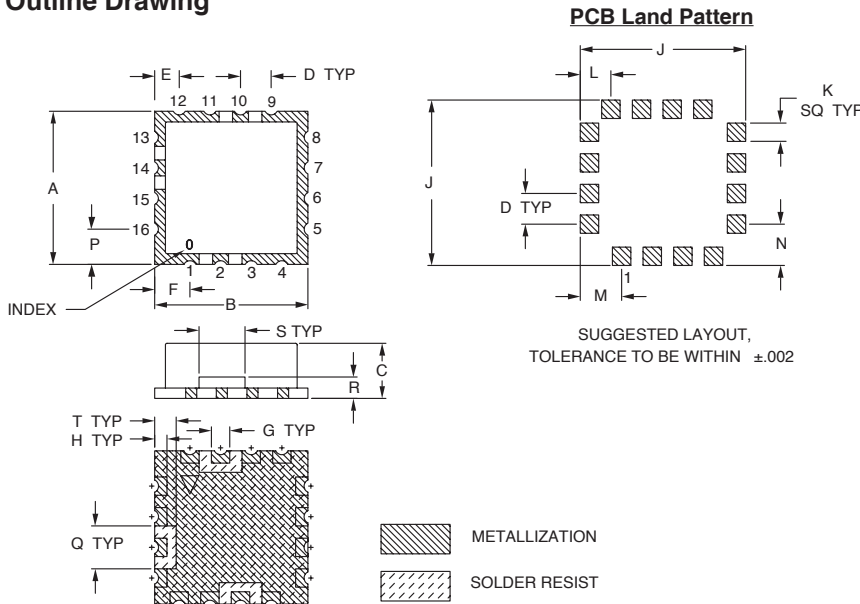 Outline Drawing
PCB Land Pattern
E
D TYP
12 11 10 9
13
14
15
16
8
7
6
5
A
P
0
1 2 3 4
F
B
INDEX
J
L
K
SQ TYP
J
D TYP
N
1
M
SUGGESTED LAYOUT,
TOLERANCE TO BE WITHIN ±.002
S TYP
C
R
T TYP
H TYP
G TYP
Q TYP
METALLIZATION
SOLDER RESIST